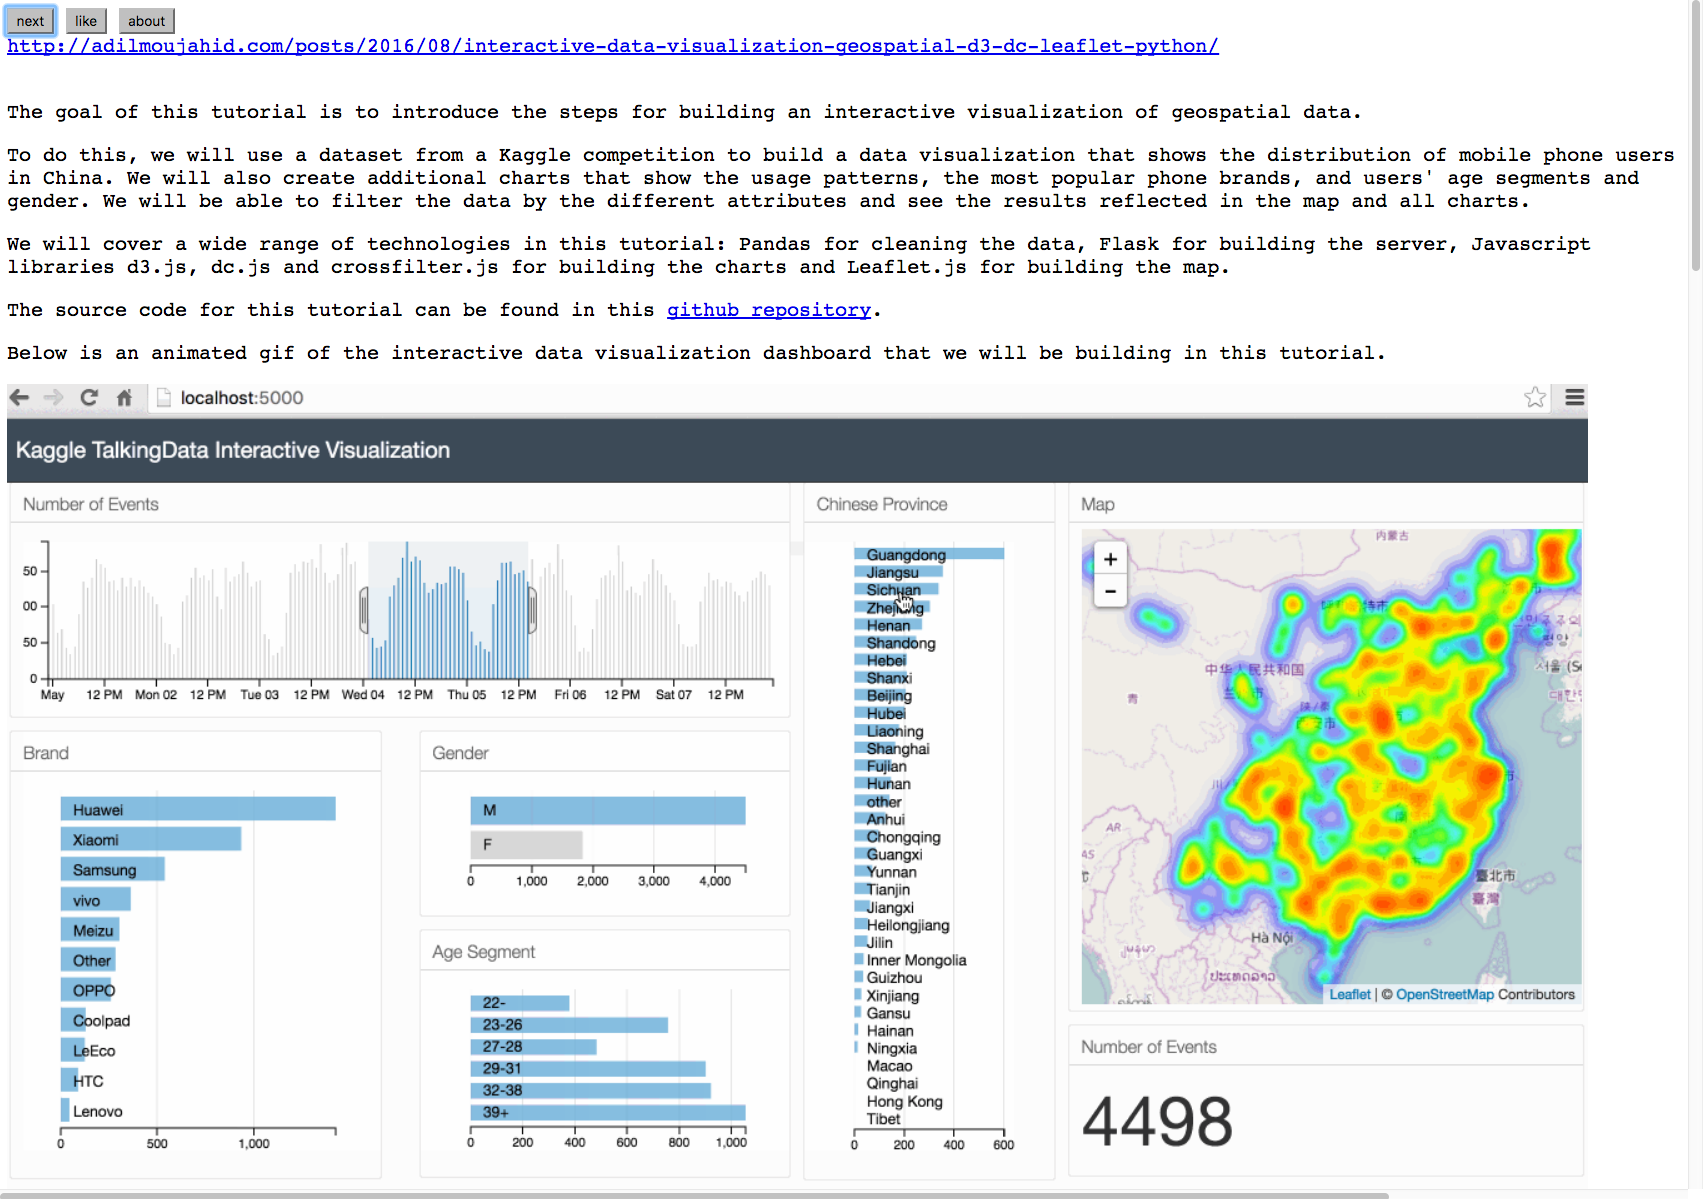 next like about
http://adilmoujahid.com/posts/2016/08/interactive-data-visualization-geospatial-d3-dc-leaflet-python/
The goal of this tutorial is to introduce the steps for building an interactive visualization of geospatial data.
To do this, we will use a dataset from a Kaggle competition to build a data visualization that shows the distribution of mobile phone users
in China. We will also create additional charts that show the usage patterns, the most popular phone brands, and users' age segments and
gender. We will be able to filter the data by the different attributes and see the results reflected in the map and all charts.
We will cover a wide range of technologies in this tutorial: Pandas for cleaning the data, Flask for building the server, Javascript
libraries d3.js, dc.js and crossfilter.js for building the charts and Leaflet.js for building the map.
The source code for this tutorial can be found in this github repository.
Below is an animated gif of the interactive data visualization dashboard that we will be building in this tutorial.
localhost:5000
Kaggle TalkingData Interactive Visualization
Number of Events
50
00
50
0
May 12 PM Mon 02 12 PM Tue 03 12 PM Wed 04 12 PM Thu 05 12 PM Fri 06 12 PM Sat 07 12 PM
Brand
Huawei
Xiaomi
Samsung
vivo
Meizu
Other
OPPO
Coolpad
LeEco
HTC
Lenovo
0 500 1,000
Gender
M
F
0 1,000 2,000 3,000 4,000
Age Segment
22-
23-26
27-28
29-31
32-38
39+
0 200 400 600 800 1,000
Chinese Province
Guangdong
Jiangsu
Sichuan
Zhejiang
Henan
Shandong
Hebei
Shanxi
Beijing
Hubei
Liaoning
Shanghai
Fujian
Hunan
other
Anhui
Chongqing
Guangxi
Yunnan
Tianjin
Jiangxi
Heilongjiang
Jilin
Inner Mongolia
Guizhou
Xinjiang
Gansu
Hainan
Ningxia
Macao
Qinghai
Hong Kong
Tibet
0 200 400 600
Map
+
-
内蒙古
中华人民共和国
青
AR
臺北市
臺灣
Hà Nội
Leaflet | © OpenStreetMap Contributors
Number of Events
4498